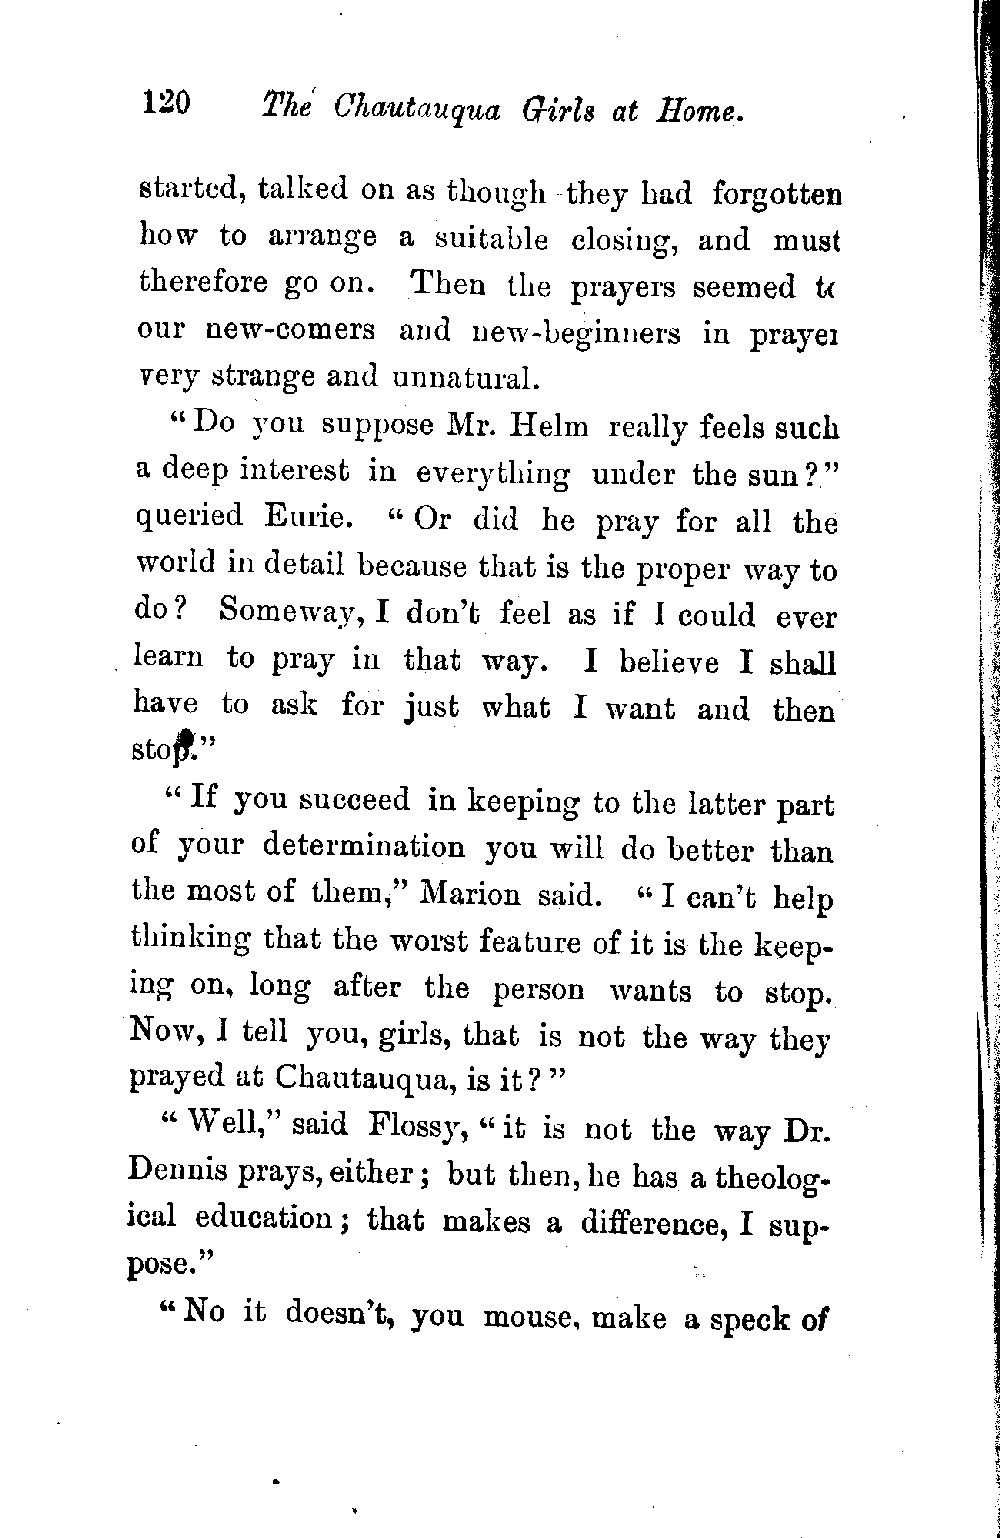 120 The Chautauqua Girls at Home.
started, talked on as though they had forgotten
how to arrange a suitable closing, and must
therefore go on. Then the prayers seemed to
our new-comers and new-beginners in prayer
very strange and unnatural.
“Do you suppose Mr. Helm really feels such
a deep interest in everything under the sun?”
queried Eurie. “Or did he pray for all the
world in detail because that is the proper way to
do? Someway, I don’t feel as if I could ever
learn to pray in that way. I believe I shall
have to ask for just what I want and then
stop.”
“If you succeed in keeping to the latter part
of your determination you will do better than
the most of them,” Marion said. “I can’t help
thinking that the worst feature of it is the keep-
ing on, long after the person wants to stop.
Now, I tell you, girls, that is not the way they
prayed at Chautauqua, is it?”
“Well,” said Flossy, “it is not the way Dr.
Dennis prays, either; but then, he has a theolog-
ical education; that makes a difference, I sup-
pose.”
“No it doesn’t, you mouse, make a speck of